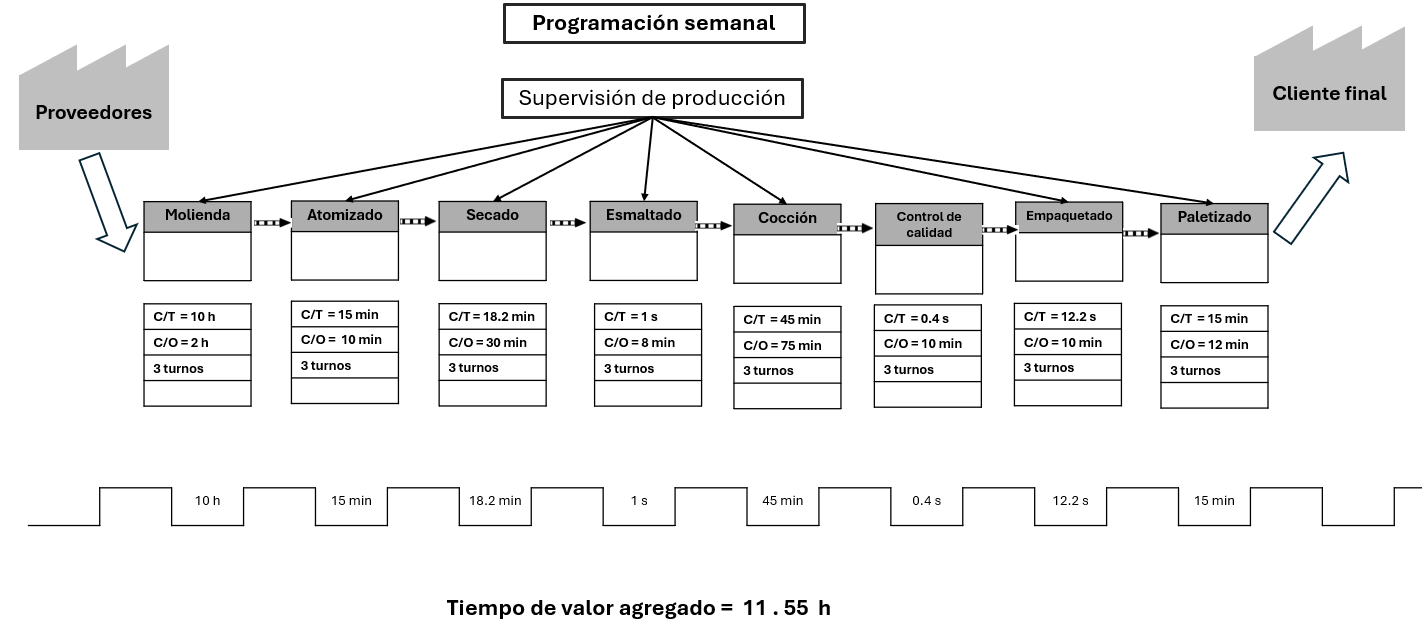 Programación semanal
Proveedores
Supervisión de producción
Cliente final
Molienda
Atomizado
Secado
Esmaltado
Cocción
Control de
calidad
Empaquetado
Paletizado
C/T = 10 h
C/O = 2 h
3 turnos
C/T = 15 min
C/O = 10 min
3 turnos
C/T = 18.2 min
C/O = 30 min
3 turnos
C/T = 1 s
C/O = 8 min
3 turnos
C/T = 45 min
C/O = 75 min
3 turnos
C/T = 0.4 s
C/O = 10 min
3 turnos
C/T = 12.2 s
C/O = 10 min
3 turnos
C/T = 15 min
C/O = 12 min
3 turnos
10 h
15 min
18.2 min
1 s
45 min
0.4 s
12.2 s
15 min
Tiempo de valor agregado = 11 . 55 h